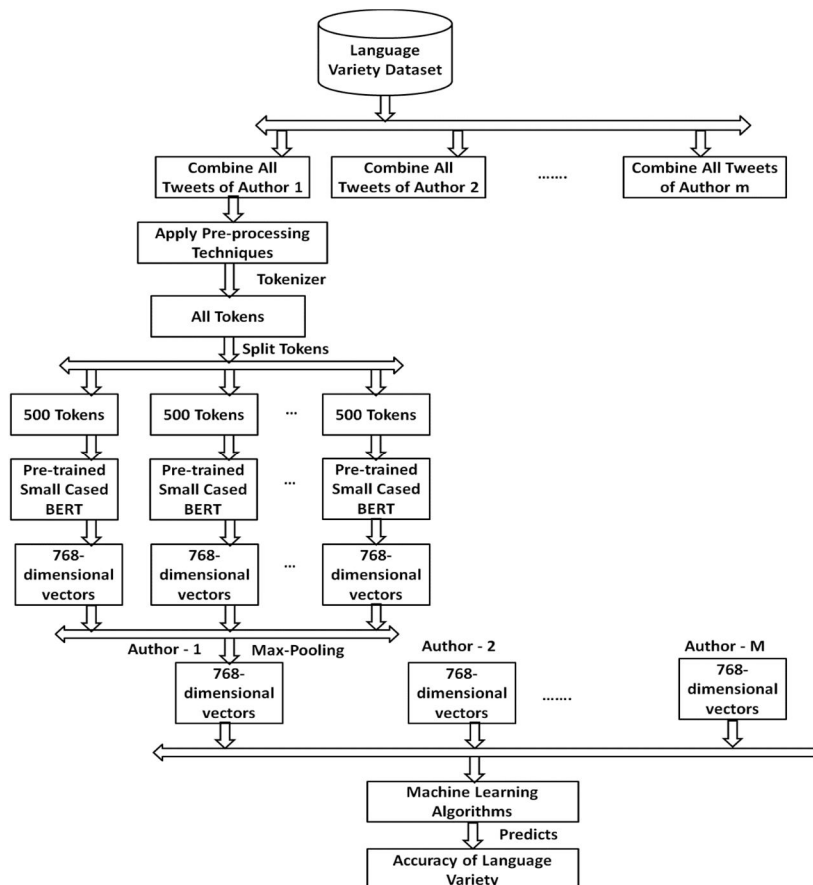 Language
Variety Dataset
Combine All
Tweets of Author 1
Combine All
Tweets of Author 2
.......
Combine All Tweets
of Author m
Apply Pre-processing
Techniques
Tokenizer
All Tokens
Split Tokens
500 Tokens
500 Tokens
...
500 Tokens
Pre-trained
Small Cased
BERT
Pre-trained
Small Cased
BERT
...
Pre-trained
Small Cased
BERT
768-
dimensional
vectors
768-
dimensional
vectors
...
768-
dimensional
vectors
Author - 1
Max-Pooling
Author - 2
Author - M
768-
dimensional
vectors
768-
dimensional
vectors
.......
768-
dimensional
vectors
Machine Learning
Algorithms
Predicts
Accuracy of Language
Variety